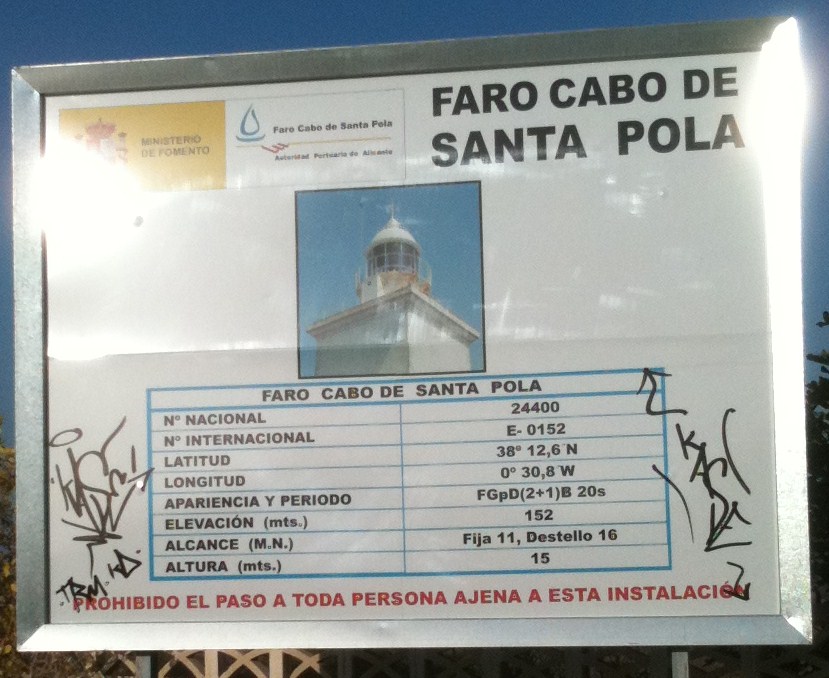 MINISTERIO
DE FOMENTO
Faro Cabo de Santa Pola
Autoridad Portuaria de Alicante
FARO CABO DE
SANTA POLA
FARO CABO DE SANTA POLA
Nº NACIONAL 24400
Nº INTERNACIONAL E- 0152
LATITUD 38º 12,6´N
LONGITUD 0º 30,8´W
APARIENCIA Y PERIODO FGpD(2+1)B 20s
ELEVACIÓN (mts.) 152
ALCANCE (M.N.) Fija 11, Destello 16
ALTURA (mts.) 15
PROHIBIDO EL PASO A TODA PERSONA AJENA A ESTA INSTALACIÓN